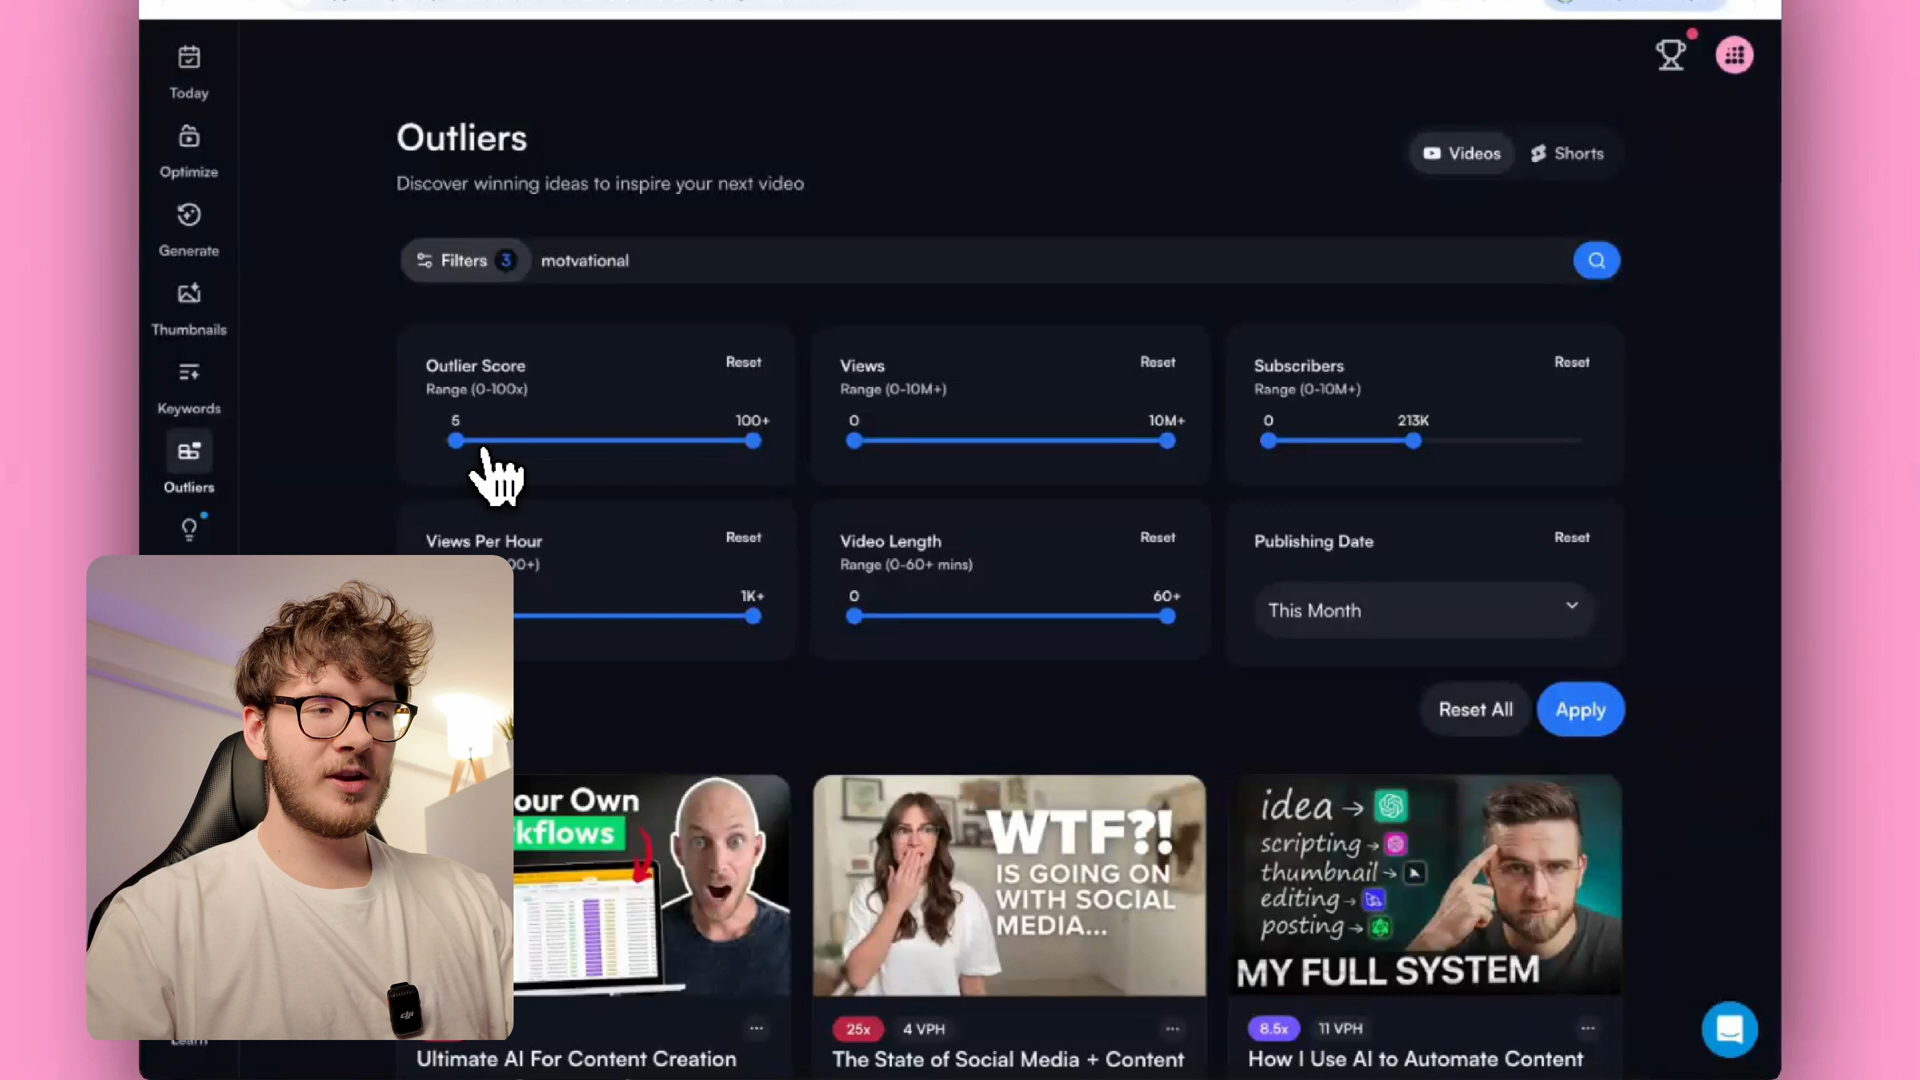 Today
Optimize
Generate
Thumbnails
Keywords
Outliers
Outliers
Discover winning ideas to inspire your next video
Videos
Shorts
Filters 3 motvational
Outlier Score
Reset
Range (0-100x)
5
100+
Views
Reset
Range (0-10M+)
0
10M+
Subscribers
Reset
Range (0-10M+)
0
213K
Views Per Hour
Reset
00+)
1K+
Video Length
Reset
Range (0-60+ mins)
0
60+
Publishing Date
Reset
This Month
Reset All
Apply
our Own
kflows
WTF?!
IS GOING ON
WITH SOCIAL
MEDIA...
idea →
scripting →
thumbnail →
editing →
posting →
MY FULL SYSTEM
dji
25x
4 VPH
8.5x
11 VPH
Ultimate AI For Content Creation
The State of Social Media + Content
How I Use AI to Automate Content